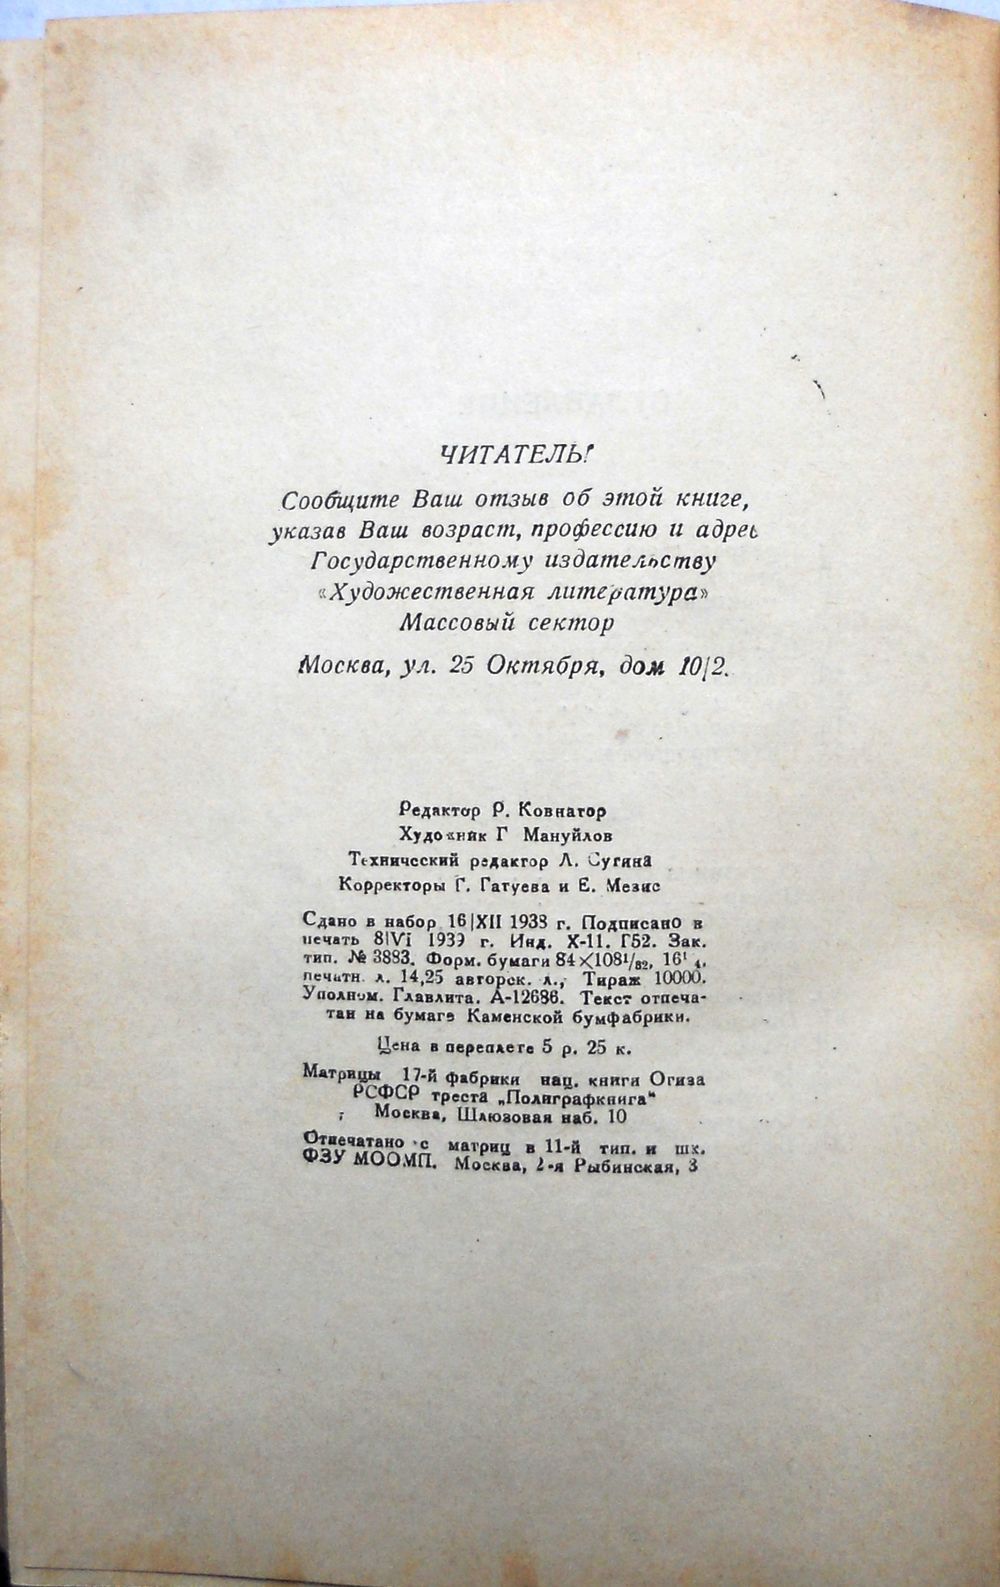 ЧИТАТЕЛЬ!
Сообщите Ваш отзыв об этой книге,
указав Ваш возраст, профессию и адрес
Государственному издательству
«Художественная литература»
Массовый сектор
Москва, ул. 25 Октября, дом 10/2.
Редактор Р. Ковнатор
Художник Г Мануйлов
Технический редактор Л. Сугина
Корректоры Г. Гатуева и Е. Мезис
Сдано в набор 16|XII 1938 г. Подписано в
печать 8|VI 1939 г. Инд. X-11. Г52. Зак.
тип. № 3883. Форм. бумаги 84×108¹/₃₂, 16¹/₄.
печатн. л. 14,25 авторск. л., Тираж 10000.
Уполном. Главлита. А-12686. Текст отпеча-
тан на бумаге Каменской бумфабрики.
Цена в переплете 5 р. 25 к.
Матрицы 17-й фабрики нац. книги Огиза
РСФСР треста „Полиграфкнига“
Москва, Шлюзовая наб. 10
Отпечатано с матриц в 11-й тип. и шк.
ФЗУ МООМП. Москва, 2-я Рыбинская, 3